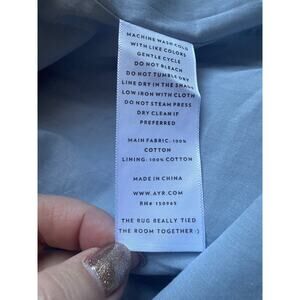 MACHINE WASH COLD
WITH LIKE COLORS
GENTLE CYCLE
DO NOT BLEACH
DO NOT TUMBLE DRY
LINE DRY IN THE SHADE
LOW IRON WITH CLOTH
DO NOT STEAM PRESS
DRY CLEAN IF
PREFERRED
MAIN FABRIC: 100%
COTTON
LINING: 100% COTTON
MADE IN CHINA
WWW.AYR.COM
RN# 150965
THE RUG REALLY TIED
THE ROOM TOGETHER :)